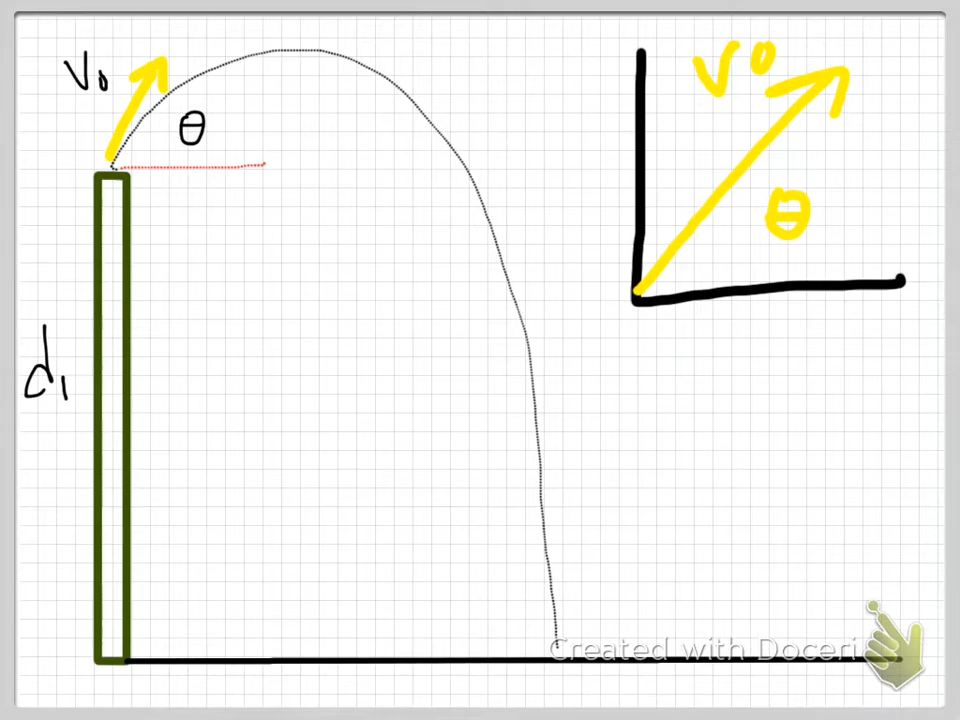 v₀
θ
d₁
v₀
θ
Created with Doceri